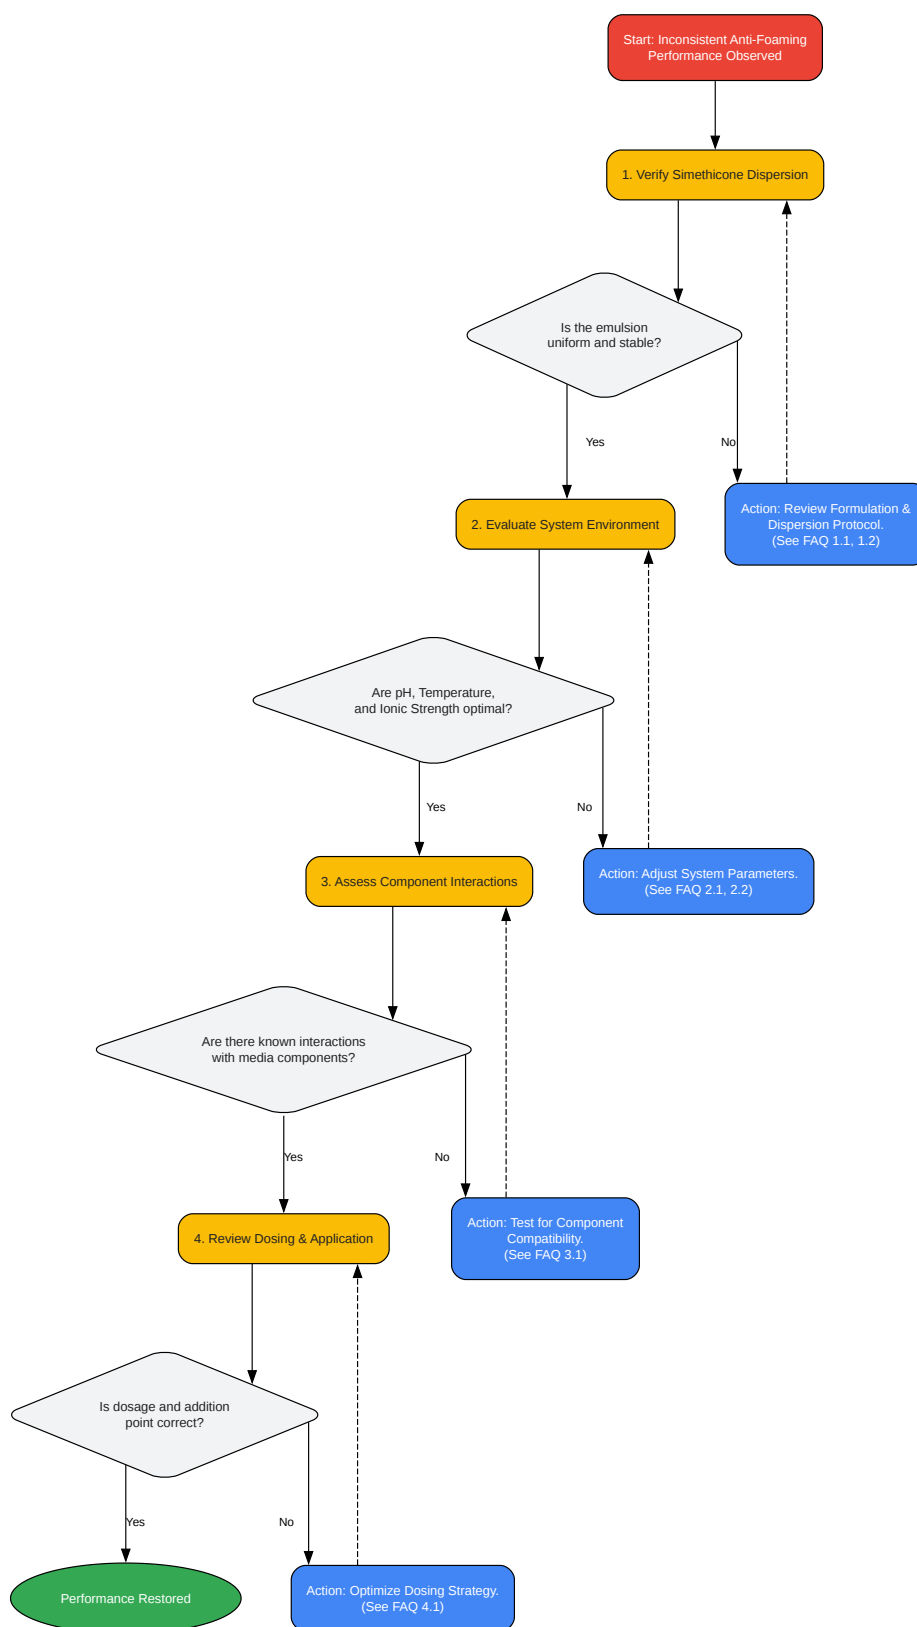 Start: Inconsistent Anti-Foaming
Performance Observed
1. Verify Simethicone Dispersion
Is the emulsion
uniform and stable?
Yes
No
2. Evaluate System Environment
Action: Review Formulation &
Dispersion Protocol.
(See FAQ 1.1, 1.2)
Are pH, Temperature,
and Ionic Strength optimal?
Yes
No
3. Assess Component Interactions
Action: Adjust System Parameters.
(See FAQ 2.1, 2.2)
Are there known interactions
with media components?
Yes
No
4. Review Dosing & Application
Action: Test for Component
Compatibility.
(See FAQ 3.1)
Is dosage and addition
point correct?
Yes
No
Performance Restored
Action: Optimize Dosing Strategy.
(See FAQ 4.1)